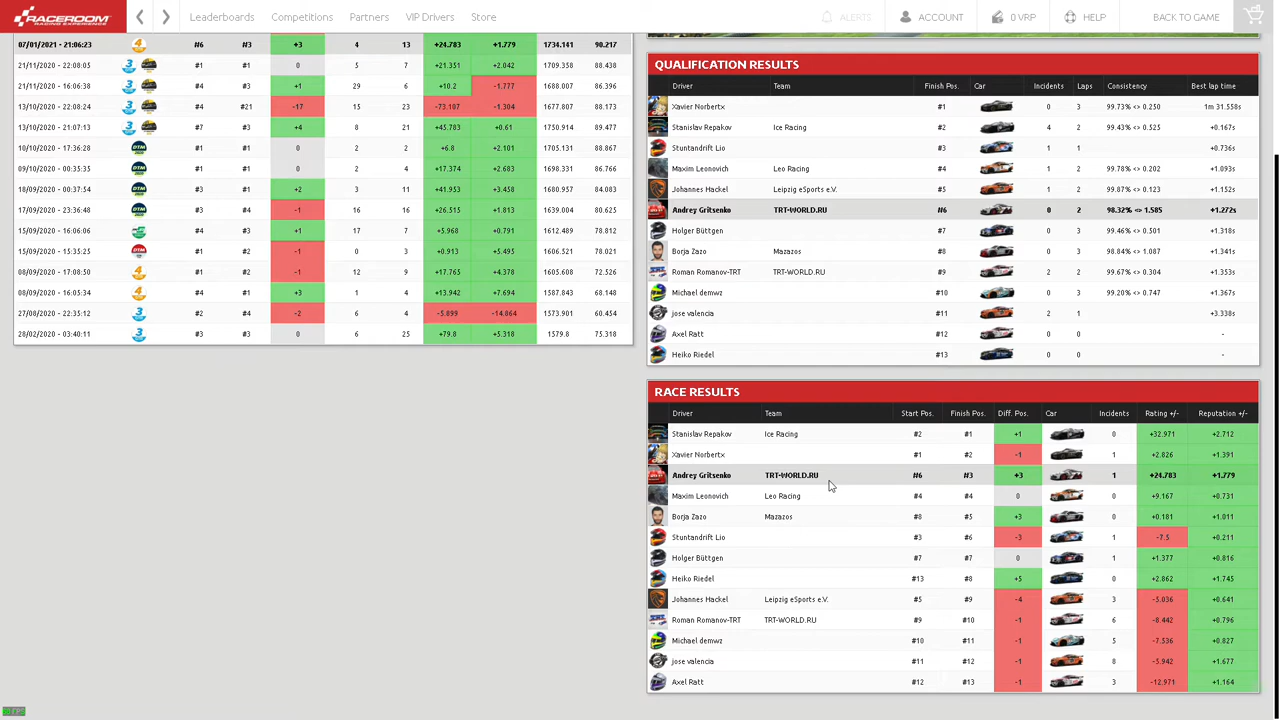 RACEROOM
RACING EXPERIENCE
Leaderboards Competitions Partners VIP Drivers Store ALERTS ACCOUNT 0 VRP HELP BACK TO GAME
07/01/2021 - 21:06:23 4 #6 #3 +3 4 13 +24.783 +1.779 1734.141 90.217
21/11/2020 - 22:08:05 3 #1 #1 0 5 7 +21.351 +2.042 1709.358 88.438
21/11/2020 - 16:06:38 3 #4 #3 +1 29 7 +10.2 -1.777 1688.007 86.396
13/10/2020 - 22:08:24 3 #4 #21 -17 -73.107 -1.304 1677.807 88.173
13/10/2020 - 21:07:13 3 +4 8 1 +45.783 +0.61 1750.914 89.477
10/10/2020 - 17:36:28 DTM 2020 #1 #1 2 +6.8 +2.101 1705.131 88.867
09/10/2020 - 00:35:35 DTM 2020 #1 #1 5 +17.374 +2.683 1698.331 86.766
18/09/2020 - 00:37:54 DTM 2020 #3 #1 +2 3 +41.953 +3.458 1680.957 84.083
17/09/2020 - 23:36:48 DTM 2020 #3 #4 -1 +26.515 +1.813 1639.004 80.625
15/09/2020 - 16:06:06 +1 17 7 +5.968 +0.791 1612.489 78.812
15/09/2020 - 15:35:25 DTM #1 #2 -1 0 +0.913 +5.495 1606.521 78.021
08/09/2020 - 17:08:50 4 #1 #2 -1 12 +17.765 +4.378 1605.608 72.526
08/09/2020 - 16:05:34 4 #4 #1 +3 1 4 +13.942 +7.694 1587.843 68.148
27/08/2020 - 22:35:12 3 #2 #4 -2 6 4 -5.899 -14.864 1573.901 60.454
28/02/2020 - 03:40:11 3 #3 #3 0 6 25 +79.8 +5.318 1579.8 75.318
QUALIFICATION RESULTS
Driver Team Finish Pos. Car Incidents Laps Consistency Best lap time
Xavier Norbertx #1 0 3 99.73% <> 0.250 1m 31.558s
Stanislav Repakov Ice Racing #2 4 3 99.43% <> 0.525 +0.167s
Stuntandrift Lio #3 1 1 +0.736s
Maxim Leonovich Leo Racing #4 1 2 99.78% <> 0.202 +1.093s
Johannes Hackel Leipzig eSports e.V. #5 1 2 99.87% <> 0.123 +1.152s
Andrey Gritsenko TRT-WORLD.RU #6 0 2 98.32% <> 1.585 +1.272s
Holger Büttgen #7 0 3 99.46% <> 0.501 +1.318s
Borja Zazo Mazazos #8 0 3 98.84% <> 1.087 +1.341s
Roman Romanov-TRT TRT-WORLD.RU #9 2 3 99.67% <> 0.304 +1.353s
Michael demwz #10 0 3 99.20% <> 0.747 +1.367s
jose valencia #11 2 1 +3.338s
Axel Ratt #12 0 0 -
Heiko Riedel #13 0 0 -
RACE RESULTS
Driver Team Start Pos. Finish Pos. Diff. Pos. Car Incidents Rating +/- Reputation +/-
Stanislav Repakov Ice Racing #2 #1 +1 0 +32.971 +2.712
Xavier Norbertx #1 #2 -1 1 +2.826 +1.391
Andrey Gritsenko TRT-WORLD.RU #6 #3 +3 1 +24.783 +1.779
Maxim Leonovich Leo Racing #4 #4 0 0 +9.167 +0.731
Borja Zazo Mazazos #8 #5 +3 0 +0.181 +1.011
Stuntandrift Lio #3 #6 -3 1 -7.5 +0.211
Holger Büttgen #7 #7 0 1 +1.377 +0.816
Heiko Riedel #13 #8 +5 0 +2.862 +1.745
Johannes Hackel Leipzig eSports e.V. #5 #9 -4 3 -5.036 +0.641
Roman Romanov-TRT TRT-WORLD.RU #9 #10 -1 6 -8.442 +0.796
Michael demwz #10 #11 -1 5 -7.536 +0.827
jose valencia #11 #12 -1 8 -5.942 +1.677
Axel Ratt #12 #13 -1 3 -12.971 +1.164